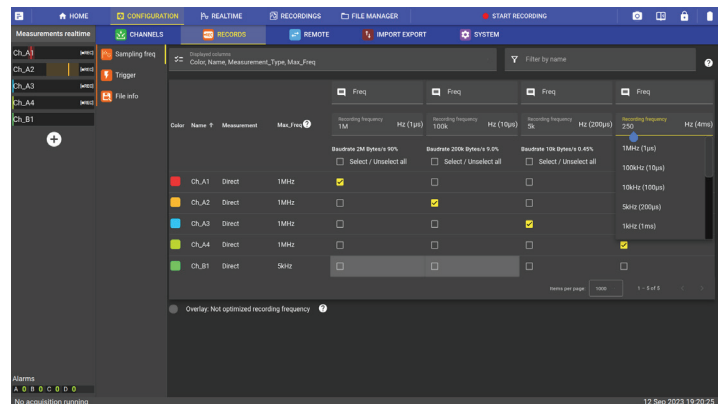 HOME
CONFIGURATION
REALTIME
RECORDINGS
FILE MANAGER
START RECORDING
Measurements realtime
CHANNELS
RECORDS
REMOTE
IMPORT EXPORT
SYSTEM
Ch_A1
Ch_A2
Ch_A3
Ch_A4
Ch_B1
Sampling freq
Trigger
File info
Displayed columns
Color, Name, Measurement_Type, Max_Freq
Filter by name
Freq Freq Freq Freq
Color Name ↑ Measurement Max_Freq
Recording frequency
1M Hz (1µs)
Recording frequency
100k Hz (10µs)
Recording frequency
5k Hz (200µs)
Recording frequency
250 Hz (4ms)
Baudrate 2M Bytes/s 90%
Select / Unselect all
Baudrate 200k Bytes/s 9.0%
Select / Unselect all
Baudrate 10k Bytes/s 0.45%
Select / Unselect all
1MHz (1µs)
100kHz (10µs)
10kHz (100µs)
5kHz (200µs)
1kHz (1ms)
Ch_A1 Direct 1MHz
Ch_A2 Direct 1MHz
Ch_A3 Direct 1MHz
Ch_A4 Direct 1MHz
Ch_B1 Direct 5kHz
Items per page: 1000 1 – 5 of 5
Overlay: Not optimized recording frequency
Alarms
A 0 B 0 C 0 D 0
No acquisition running
12 Sep 2023 19:20:25